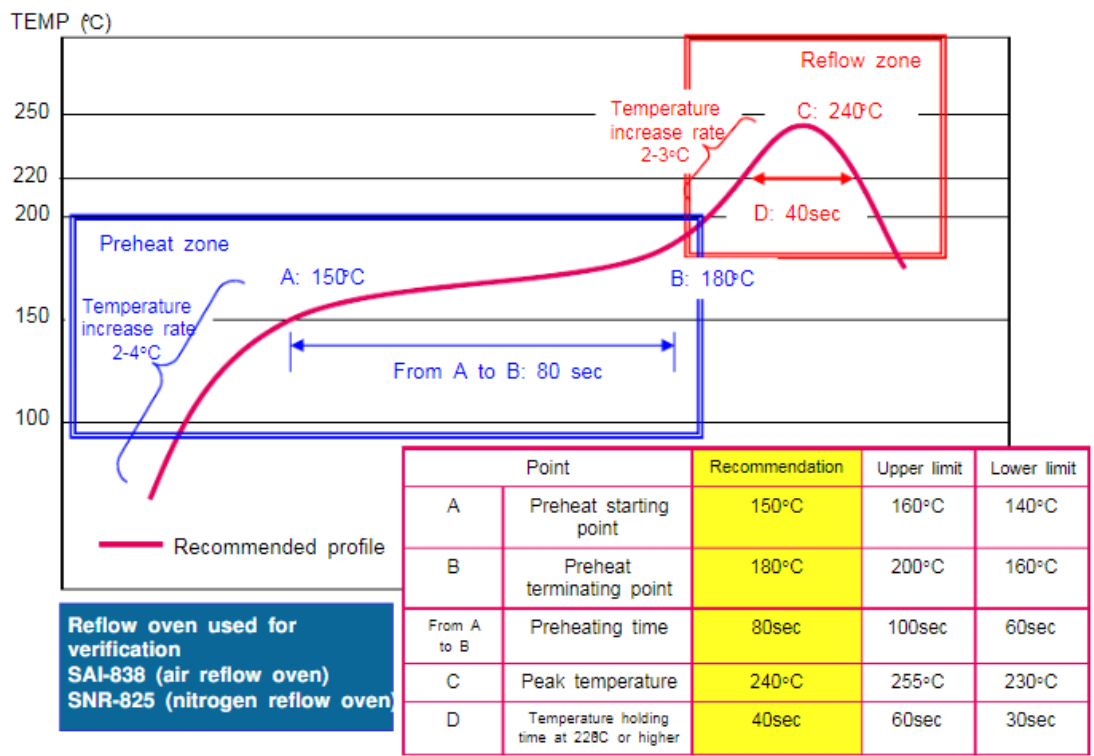 TEMP (°C)
250
220
200
150
100
Reflow zone
Temperature
increase rate
2-3°C
C: 240°C
D: 40sec
Preheat zone
A: 150°C
B: 180°C
Temperature
increase rate
2-4°C
From A to B: 80 sec
Recommended profile
Reflow oven used for
verification
SAI-838 (air reflow oven)
SNR-825 (nitrogen reflow oven)
Point Recommendation Upper limit Lower limit
A Preheat starting point 150°C 160°C 140°C
B Preheat terminating point 180°C 200°C 160°C
From A to B Preheating time 80sec 100sec 60sec
C Peak temperature 240°C 255°C 230°C
D Temperature holding time at or higher 40sec 60sec 30sec